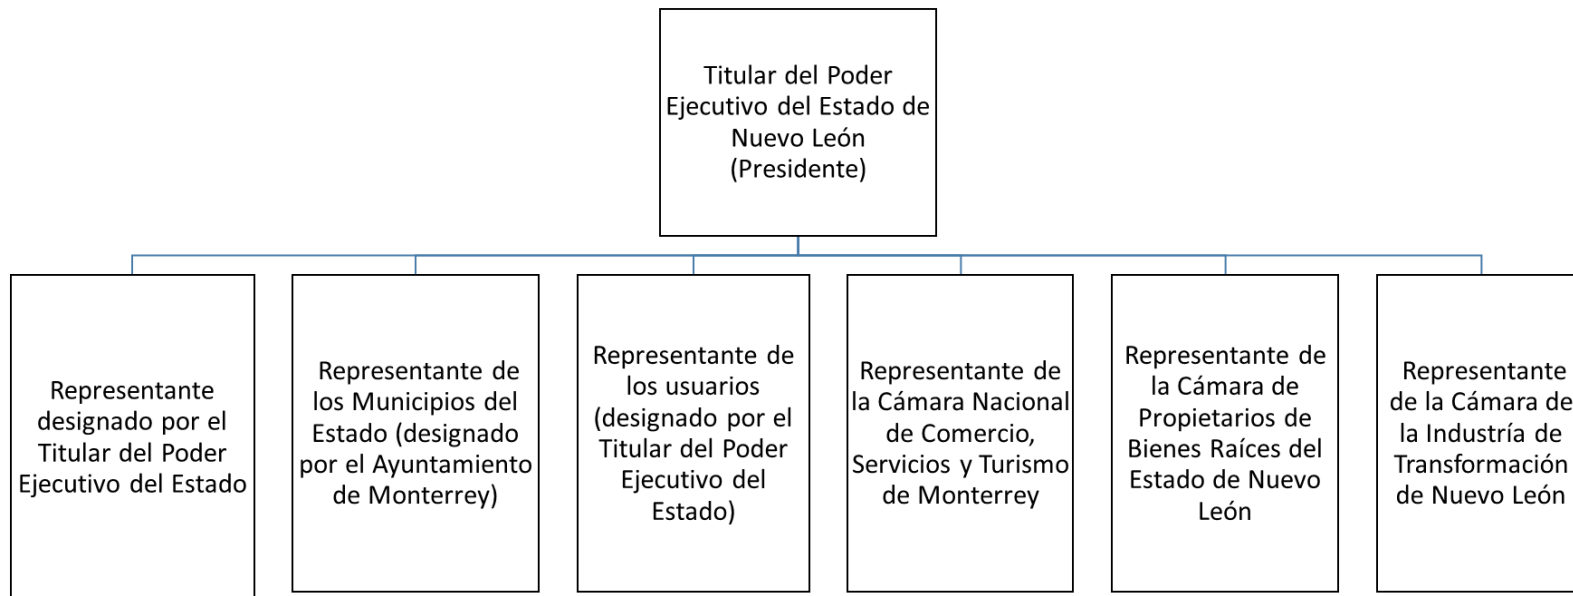 Titular del Poder
Ejecutivo del Estado de
Nuevo León
(Presidente)
Representante
designado por el
Titular del Poder
Ejecutivo del Estado
Representante de
los Municipios del
Estado (designado
por el Ayuntamiento
de Monterrey)
Representante de
los usuarios
(designado por el
Titular del Poder
Ejecutivo del
Estado)
Representante de
la Cámara Nacional
de Comercio,
Servicios y Turismo
de Monterrey
Representante de
la Cámara de
Propietarios de
Bienes Raíces del
Estado de Nuevo
León
Representante
de la Cámara de
la Industría de
Transformación
de Nuevo León